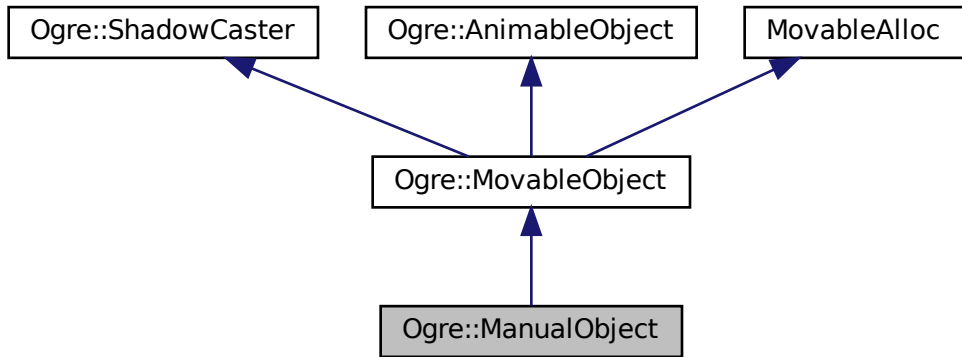 Ogre::ShadowCaster
Ogre::AnimableObject
MovableAlloc
Ogre::MovableObject
Ogre::ManualObject